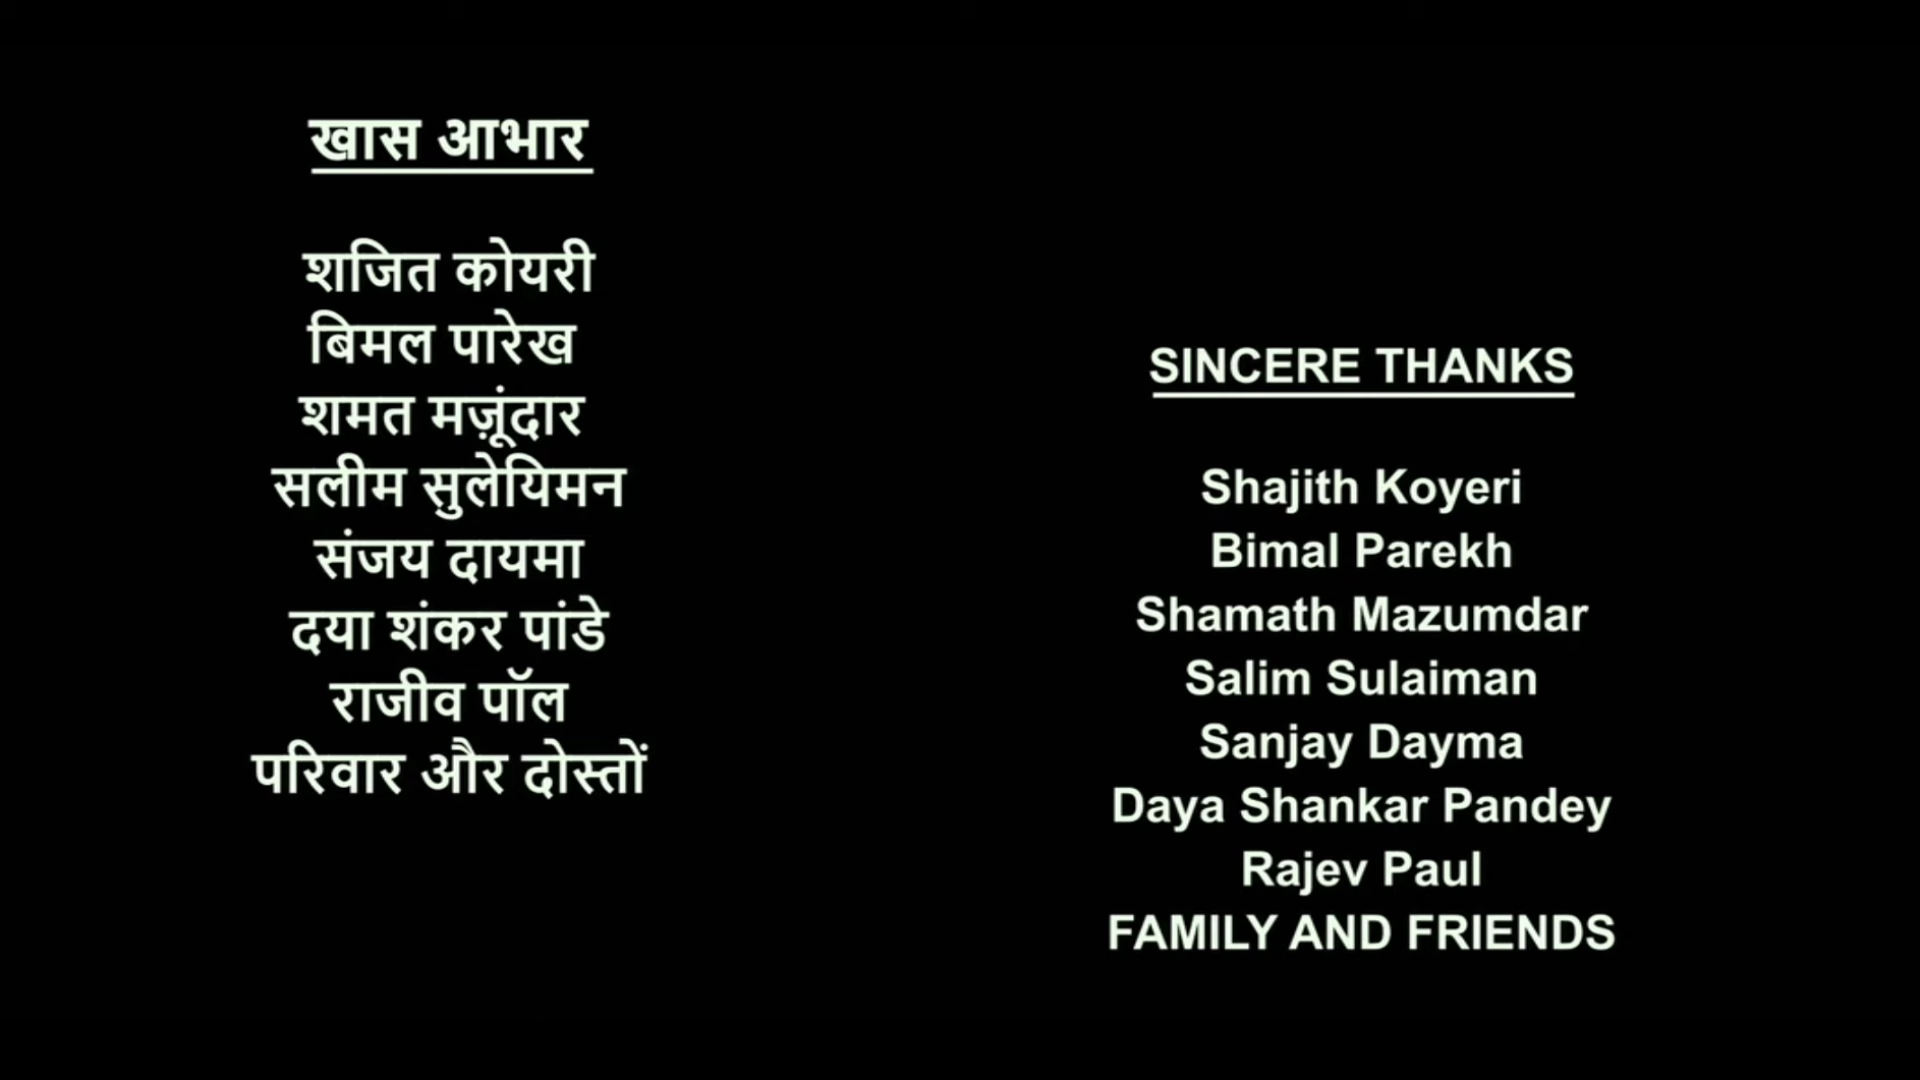 खास आभार
शजित कोयरी
बिमल पारेख
शमत मज़ूंदार
सलीम सुलेयिमन
संजय दायमा
दया शंकर पांडे
राजीव पॉल
परिवार और दोस्तों
SINCERE THANKS
Shajith Koyeri
Bimal Parekh
Shamath Mazumdar
Salim Sulaiman
Sanjay Dayma
Daya Shankar Pandey
Rajev Paul
FAMILY AND FRIENDS